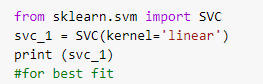 from sklearn.svm import SVC
svc_1 = SVC(kernel='linear')
print (svc_1)
#for best fit